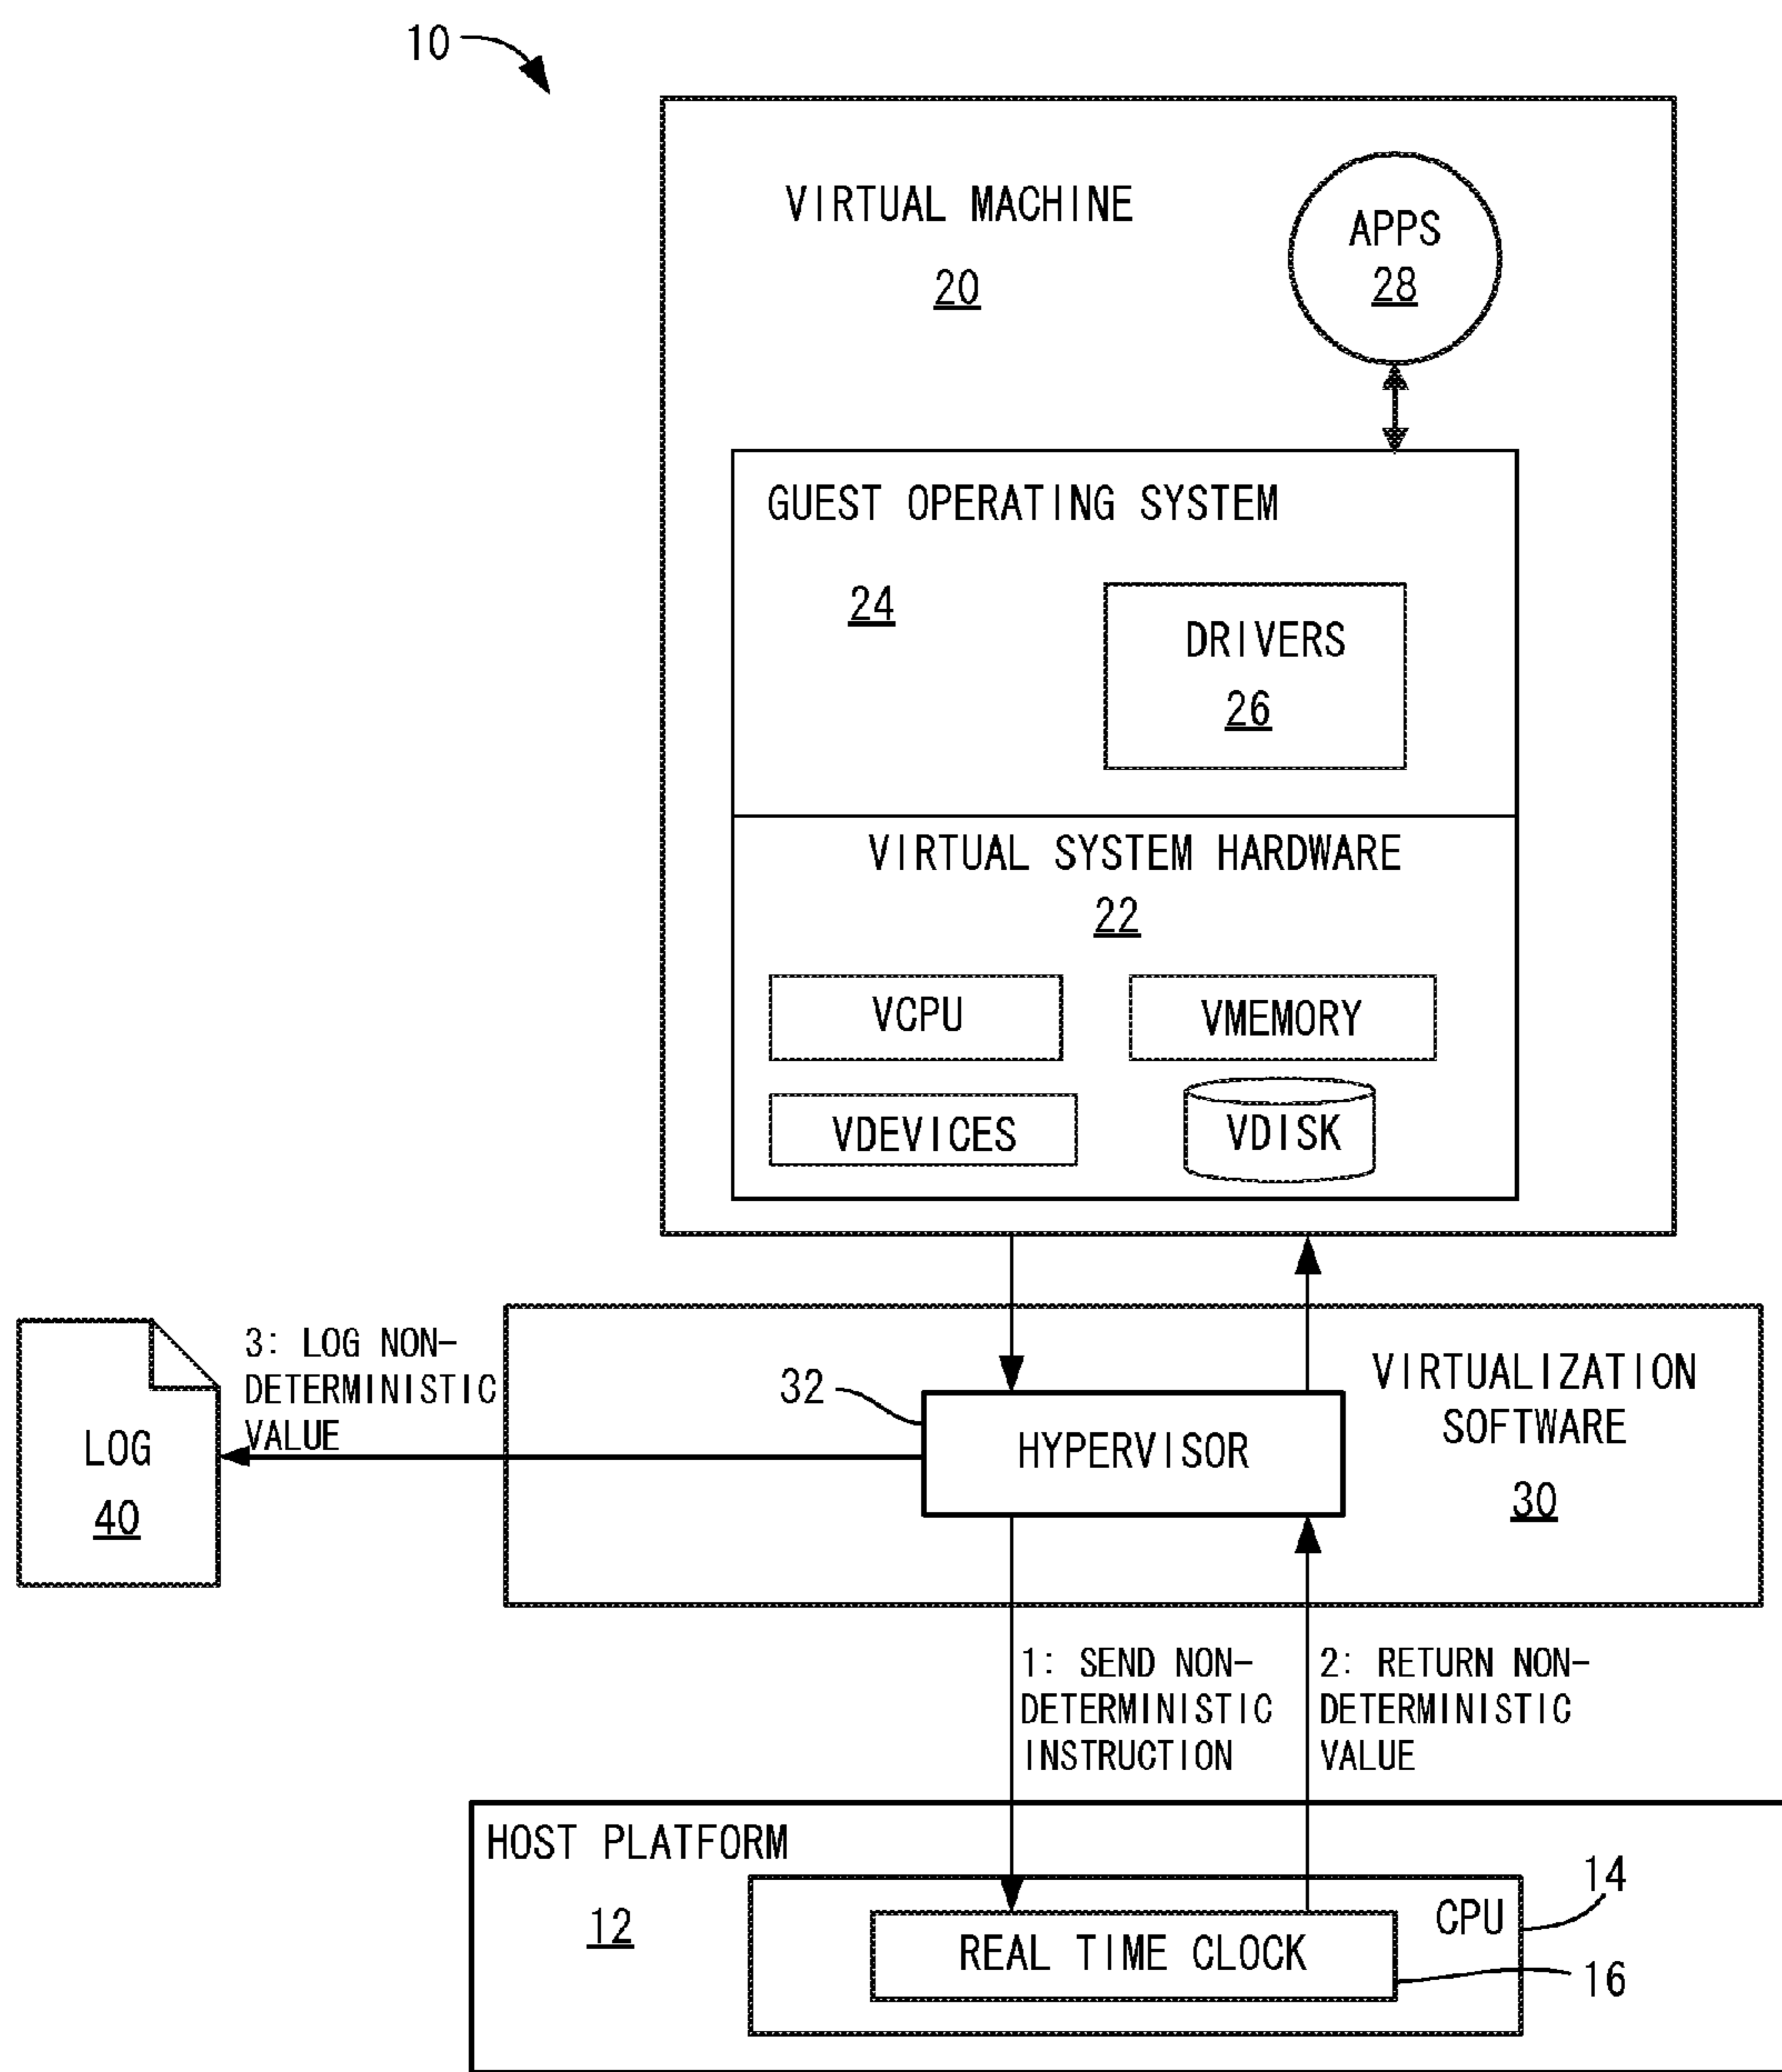 10
VIRTUAL MACHINE
20
APPS
28
GUEST OPERATING SYSTEM
24
DRIVERS
26
VIRTUAL SYSTEM HARDWARE
22
VCPU
VMEMORY
VDEVICES
VDISK
3: LOG NON-
DETERMINISTIC
VALUE
LOG
40
32
HYPERVISOR
VIRTUALIZATION
SOFTWARE
30
1: SEND NON-
DETERMINISTIC
INSTRUCTION
2: RETURN NON-
DETERMINISTIC
VALUE
HOST PLATFORM
12
CPU
14
REAL TIME CLOCK
16